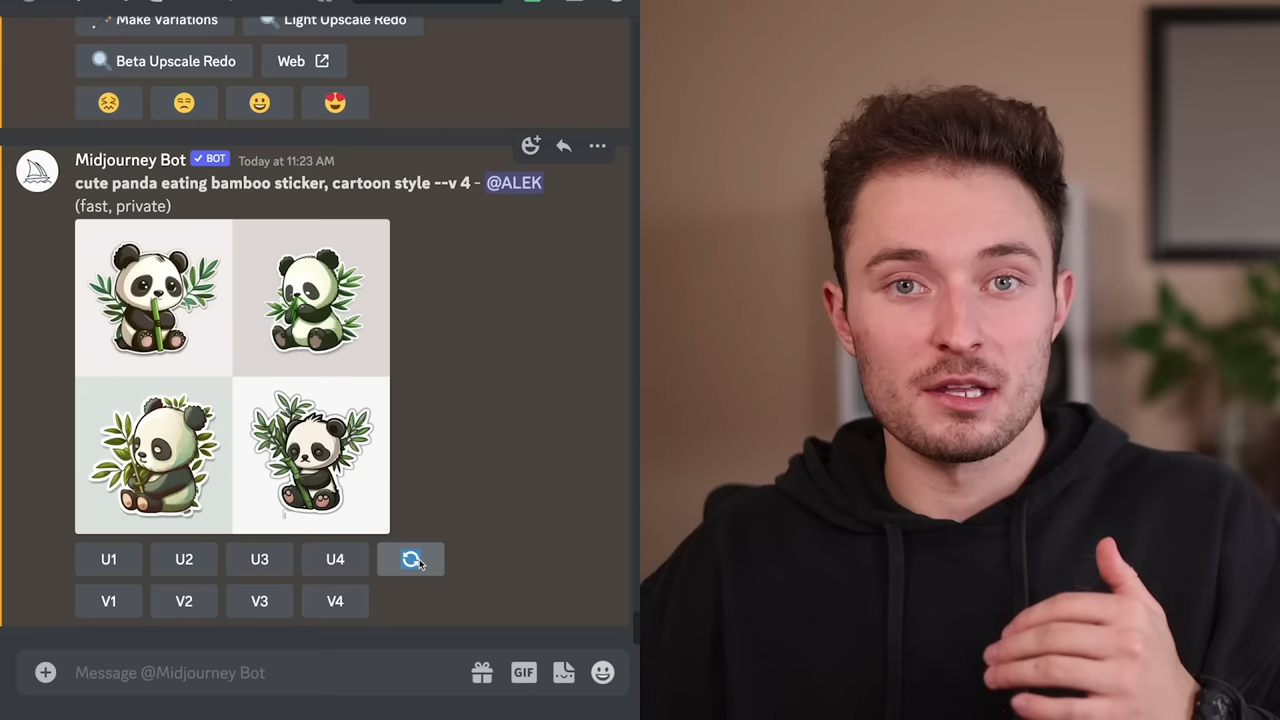 Make Variations
Light Upscale Redo
Beta Upscale Redo
Web
Midjourney Bot ✓ BOT Today at 11:23 AM
cute panda eating bamboo sticker, cartoon style --v 4 - @ALEK
(fast, private)
U1 U2 U3 U4
V1 V2 V3 V4
Message @Midjourney Bot
GIF